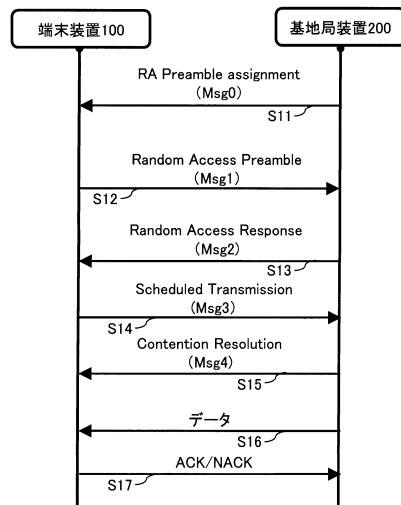 端末装置100
基地局装置200
RA Preamble assignment
(Msg0)
S11
Random Access Preamble
(Msg1)
S12
Random Access Response
(Msg2)
S13
Scheduled Transmission
(Msg3)
S14
Contention Resolution
(Msg4)
S15
データ
S16
ACK/NACK
S17